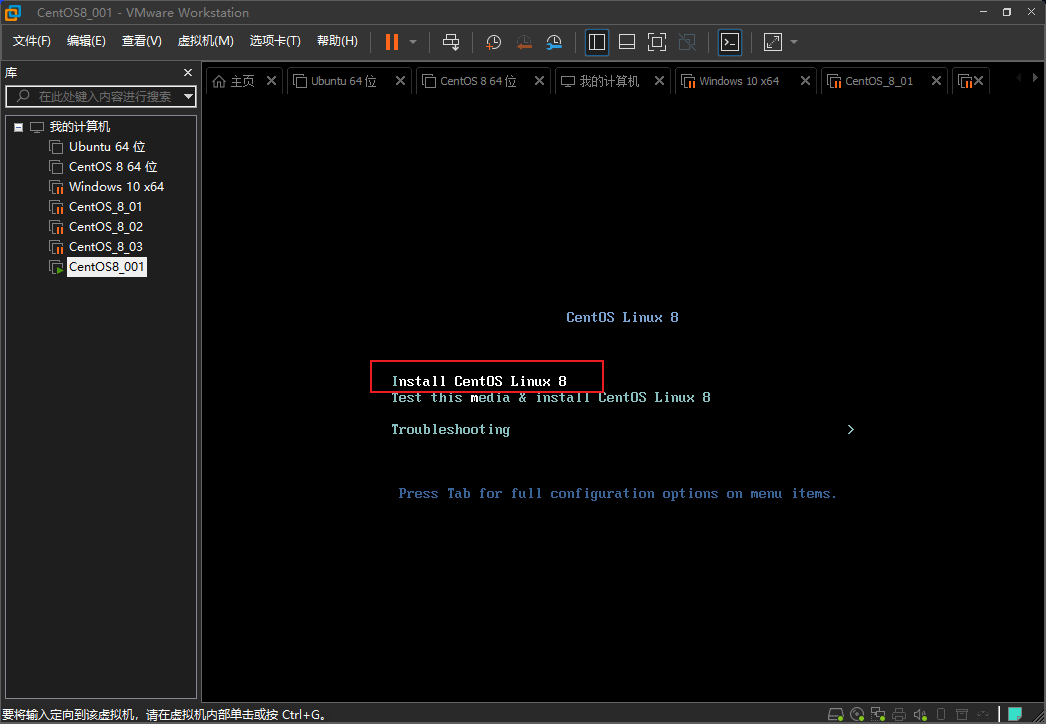 CentOS8_001 - VMware Workstation
文件(F) 编辑(E) 查看(V) 虚拟机(M) 选项卡(T) 帮助(H)
库
在此处键入内容进行搜索
我的计算机
Ubuntu 64 位
CentOS 8 64 位
Windows 10 x64
CentOS_8_01
CentOS_8_02
CentOS_8_03
CentOS8_001
主页 Ubuntu 64 位 CentOS 8 64 位 我的计算机 Windows 10 x64 CentOS_8_01
CentOS Linux 8
Install CentOS Linux 8
Test this media & install CentOS Linux 8
Troubleshooting >
Press Tab for full configuration options on menu items.
要将输入定向到该虚拟机，请在虚拟机内部单击或按 Ctrl+G。